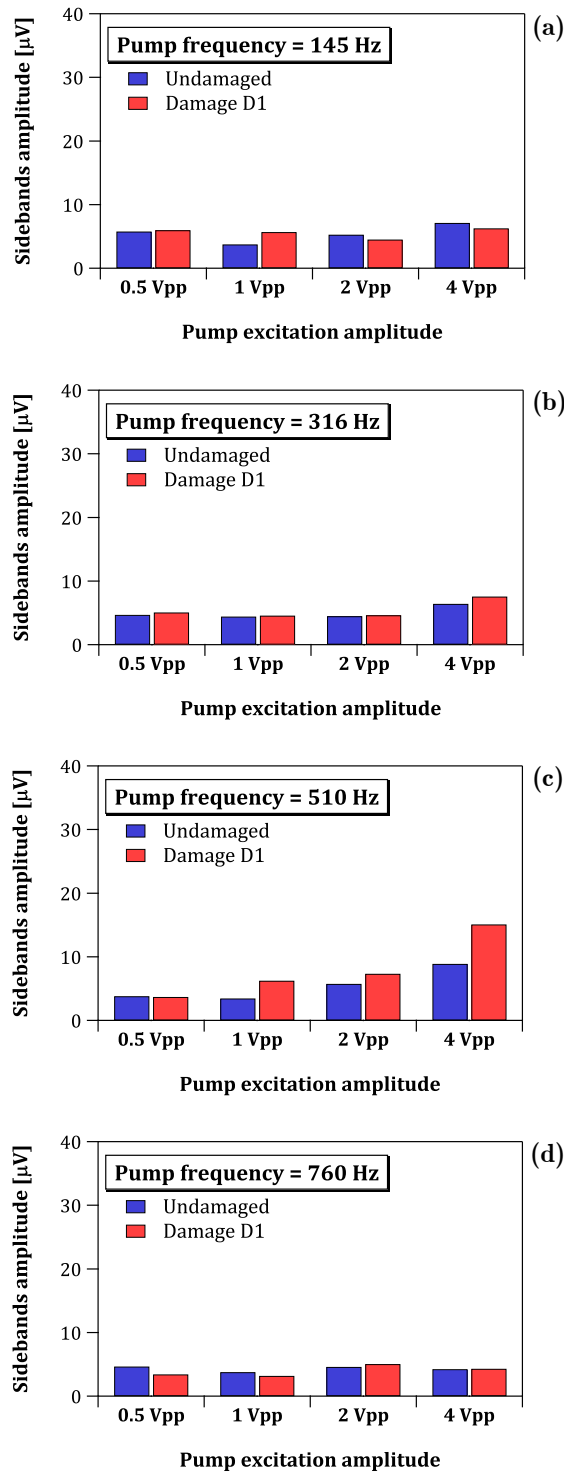 (a)
Pump frequency = 145 Hz
Undamaged
Damage D1
Sidebands amplitude [µV]
40
30
20
10
0
0.5 Vpp 1 Vpp 2 Vpp 4 Vpp
Pump excitation amplitude
(b)
Pump frequency = 316 Hz
Undamaged
Damage D1
Sidebands amplitude [µV]
40
30
20
10
0
0.5 Vpp 1 Vpp 2 Vpp 4 Vpp
Pump excitation amplitude
(c)
Pump frequency = 510 Hz
Undamaged
Damage D1
Sidebands amplitude [µV]
40
30
20
10
0
0.5 Vpp 1 Vpp 2 Vpp 4 Vpp
Pump excitation amplitude
(d)
Pump frequency = 760 Hz
Undamaged
Damage D1
Sidebands amplitude [µV]
40
30
20
10
0
0.5 Vpp 1 Vpp 2 Vpp 4 Vpp
Pump excitation amplitude